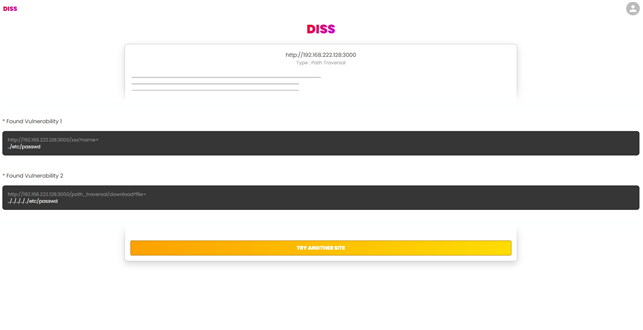 DISS
DISS
http://192.168.222.128:3000
Type : Path Traversal
* Found Vulnerability 1
http://192.168.222.128:3000/xss?name=
./etc/passwd
* Found Vulnerability 2
http://192.168.222.128:3000/path_traversal/download?file=
./../../../../etc/passwd
TRY ANOTHER SITE